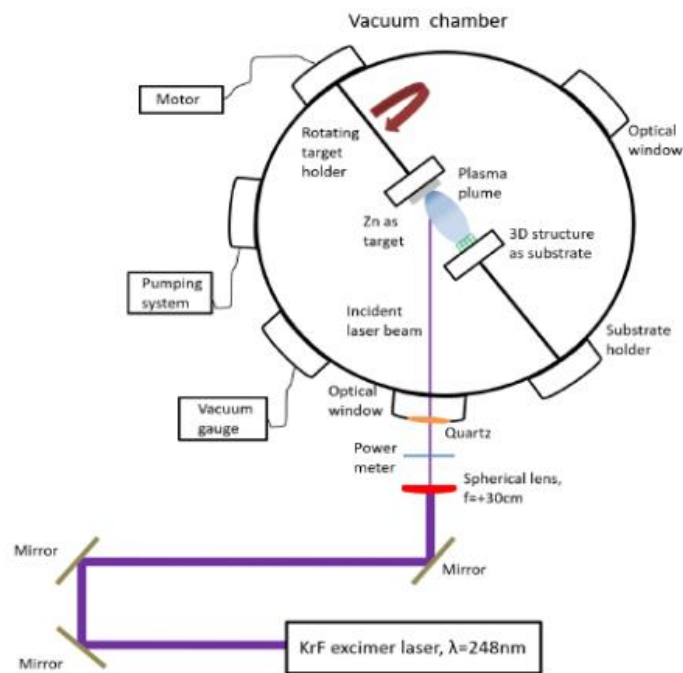 Vacuum chamber
Motor
Optical
window
Rotating
target
holder
Plasma
plume
Zn as
target
3D structure
as substrate
Pumping
system
Incident
laser beam
Substrate
holder
Vacuum
gauge
Optical
window
Quartz
Power
meter
Spherical lens,
f=+30cm
Mirror
Mirror
KrF excimer laser, λ=248nm
Mirror